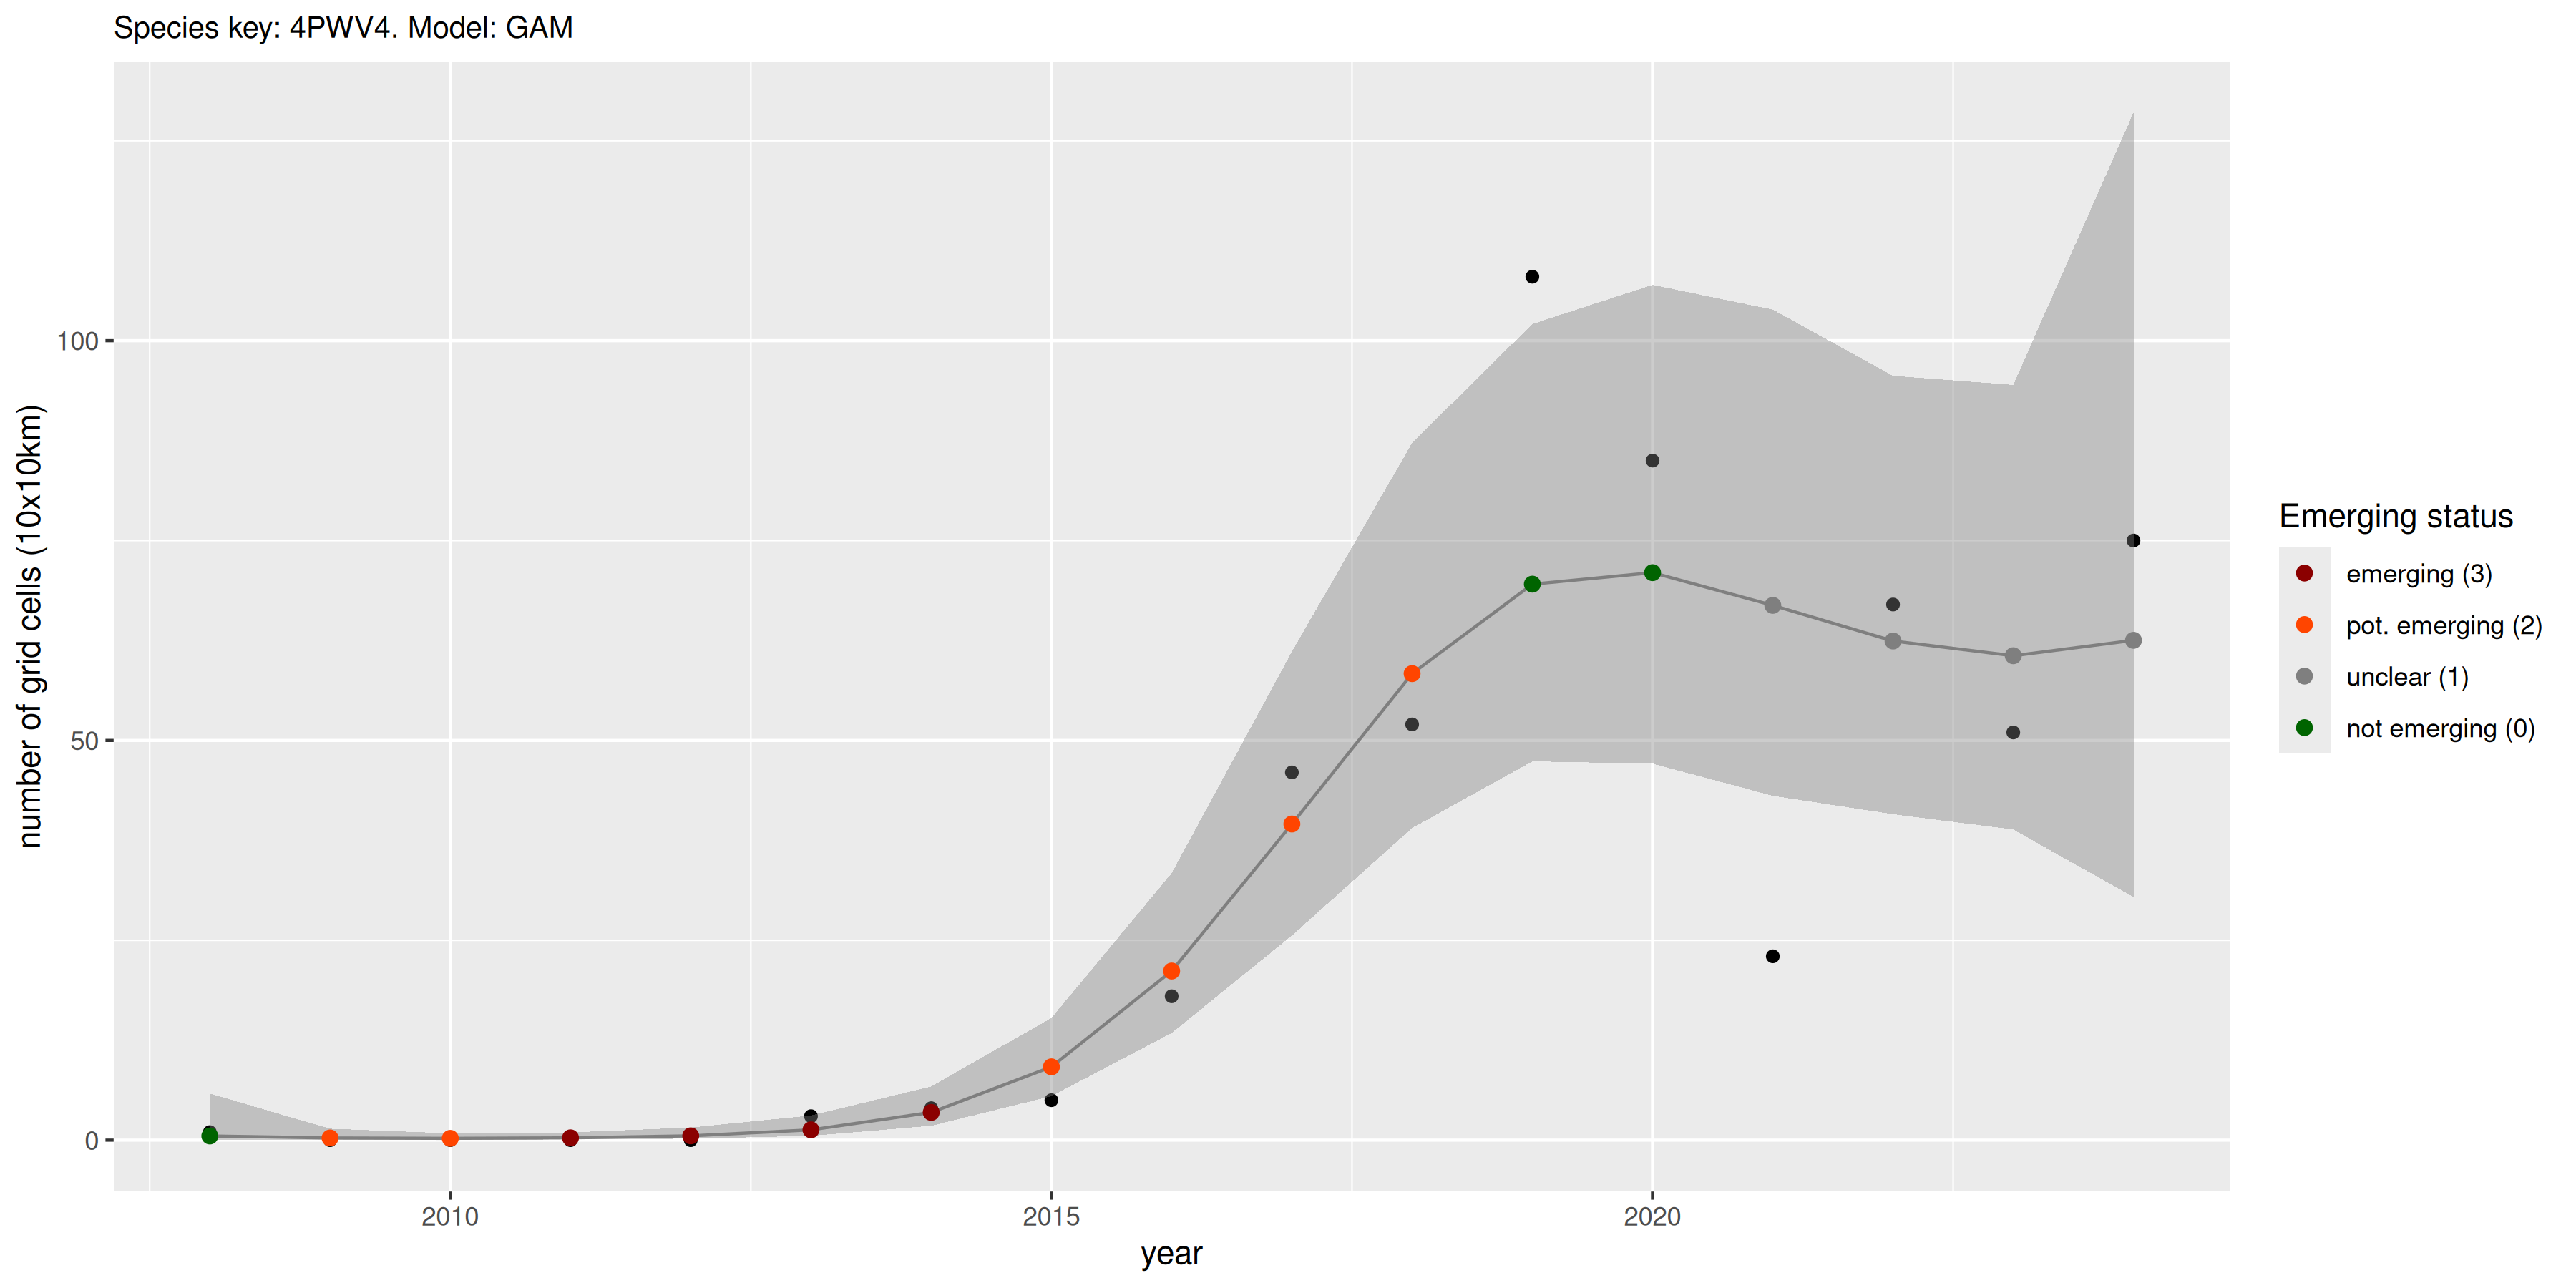 Species key: 4PWV4. Model: GAM
number of grid cells (10x10km)
100
50
0
2010
2015
2020
year
Emerging status
emerging (3)
pot. emerging (2)
unclear (1)
not emerging (0)